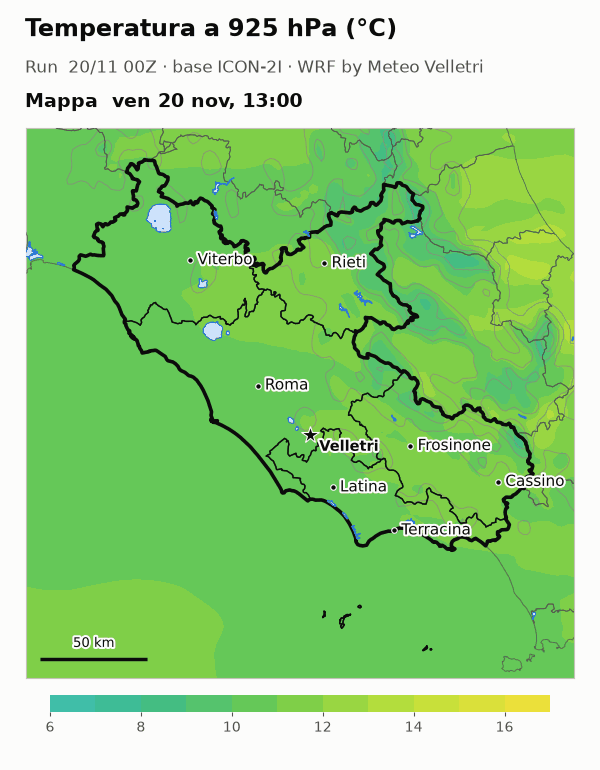 Temperatura a 925 hPa (°C)
Run  20/11 00Z · base ICON-2I · WRF by Meteo Velletri
Mappa  ven 20 nov, 13:00
Viterbo
Rieti
Roma
Velletri
Frosinone
Latina
Cassino
Terracina
50 km
6 8 10 12 14 16